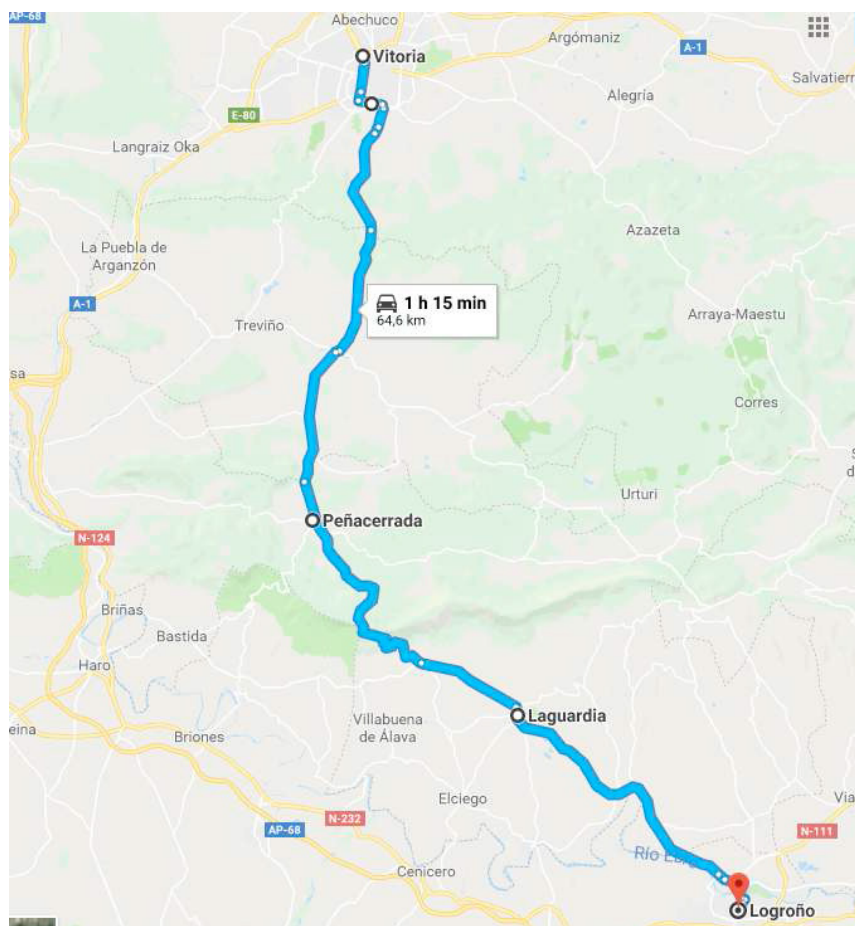 AP-68
Abechuco
Vitoria
Argómaniz
A-1
Salvatierr
Alegría
E-80
Langraiz Oka
Azazeta
La Puebla de
Arganzón
A-1
1 h 15 min
64,6 km
Arraya-Maestu
Treviño
sa
Corres
S
d
Urturi
Peñacerrada
N-124
Briñas
Bastida
Haro
Laguardia
Villabuena
de Álava
eina
Briones
Elciego
Via
N-232
AP-68
N-111
Río Eb
Cenicero
Logroño